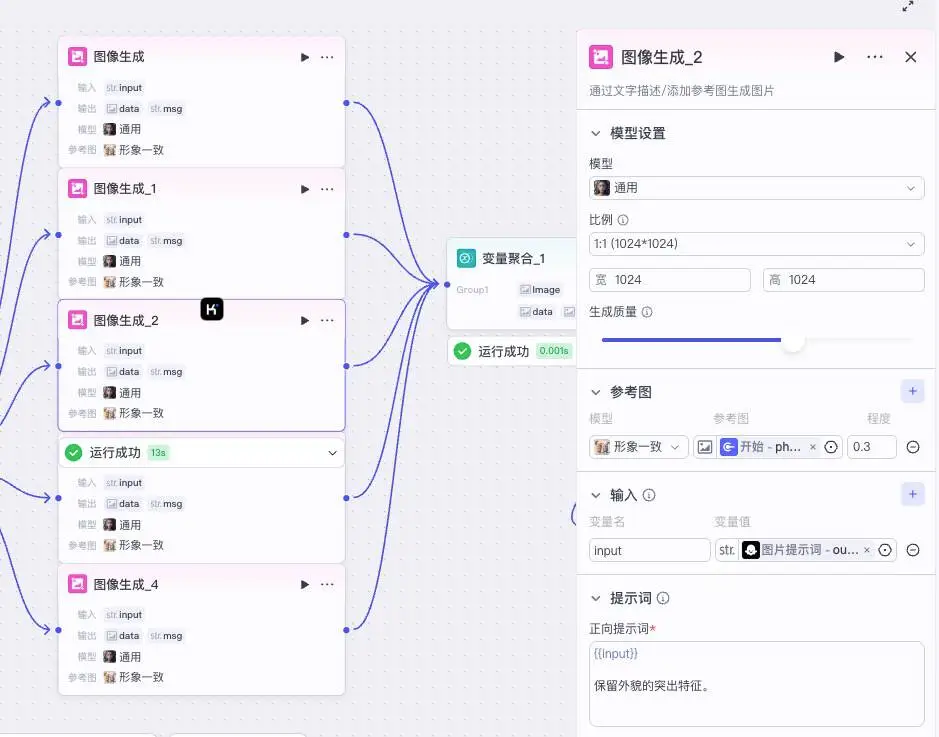 图像生成
输入 str. input
输出 data str. msg
模型 通用
参考图 形象一致
图像生成_1
输入 str. input
输出 data str. msg
模型 通用
参考图 形象一致
图像生成_2
输入 str. input
输出 data str. msg
模型 通用
参考图 形象一致
运行成功 13s
输入 str. input
输出 data str. msg
模型 通用
参考图 形象一致
图像生成_4
输入 str. input
输出 data str. msg
模型 通用
参考图 形象一致
变量聚合_1
Group1 Image
data
运行成功 0.001s
图像生成_2
通过文字描述/添加参考图生成图片
模型设置
模型
通用
比例
1:1 (1024*1024)
宽 1024 高 1024
生成质量
参考图 +
模型 参考图 程度
形象一致 开始 - ph... × 0.3
输入 +
变量名 变量值
input str. 图片提示词 - ou... ×
提示词
正向提示词*
{{input}}
保留外貌的突出特征。